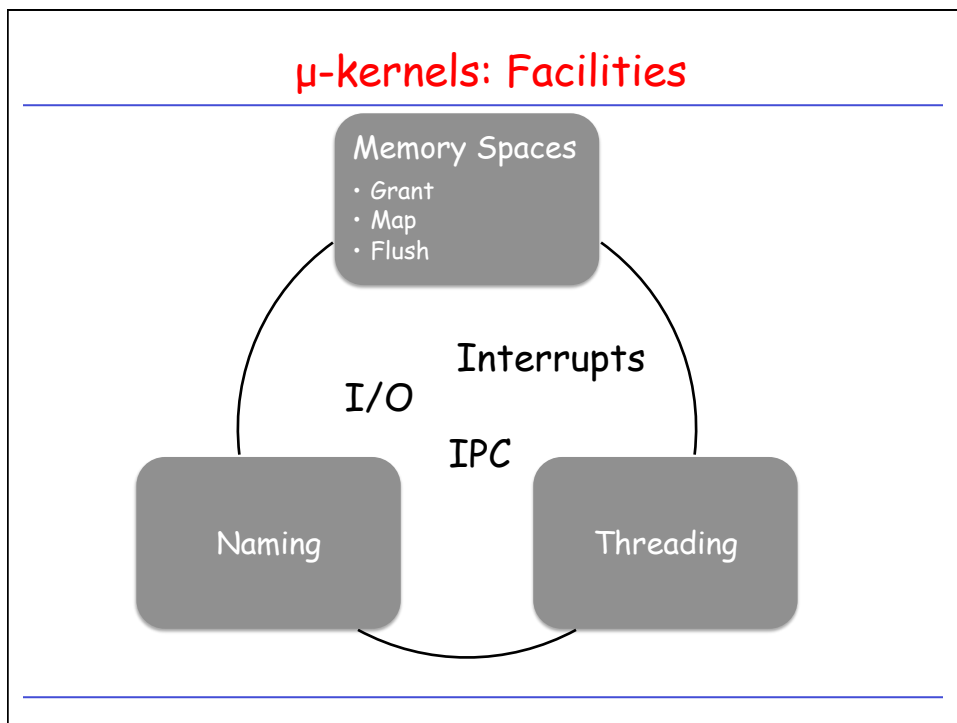 µ-kernels: Facilities
Memory Spaces
• Grant
• Map
• Flush
Interrupts
I/O
IPC
Naming
Threading